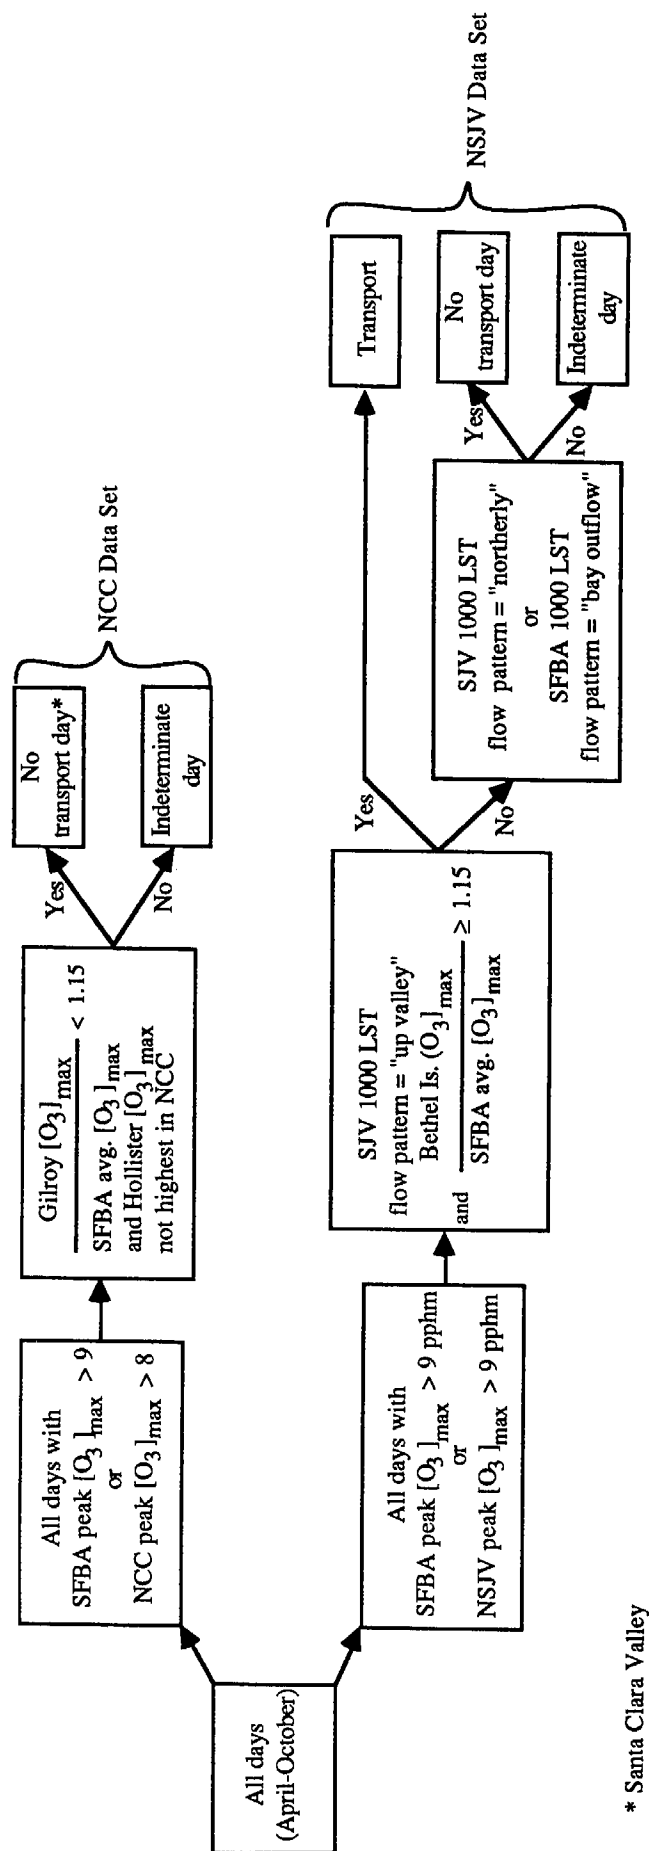 All days
(April-October)
All days with
SFBA peak [O3]max > 9
or
NCC peak [O3]max > 8
Gilroy [O3]max
< 1.15
SFBA avg. [O3]max
and Hollister [O3]max
not highest in NCC
Yes
No
No
transport day*
Indeterminate
day
NCC Data Set
All days with
SFBA peak [O3]max > 9 pphm
or
NSJV peak [O3]max > 9 pphm
SJV 1000 LST
flow pattern = "up valley"
Bethel Is. (O3]max
and
≥ 1.15
SFBA avg. [O3]max
Yes
No
SJV 1000 LST
flow pattern = "northerly"
or
SFBA 1000 LST
flow pattern = "bay outflow"
Yes
No
Transport
No
transport day
Indeterminate
day
NSJV Data Set
* Santa Clara Valley